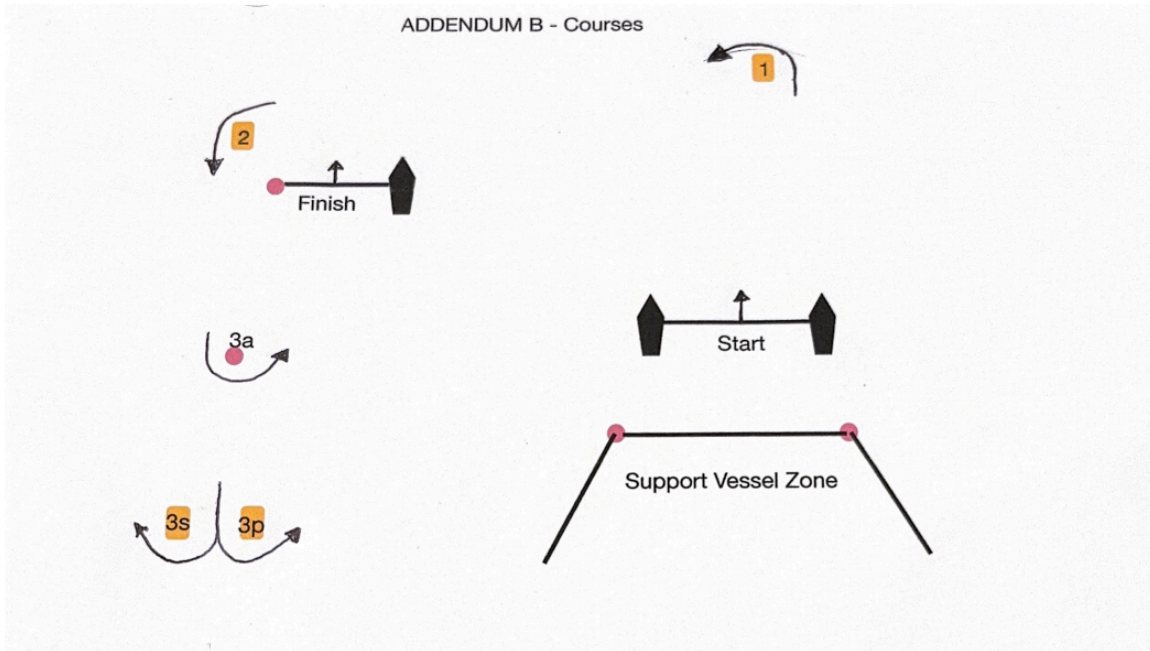 ADDENDUM B - Courses
1
2
Finish
3a
Start
Support Vessel Zone
3s
3p